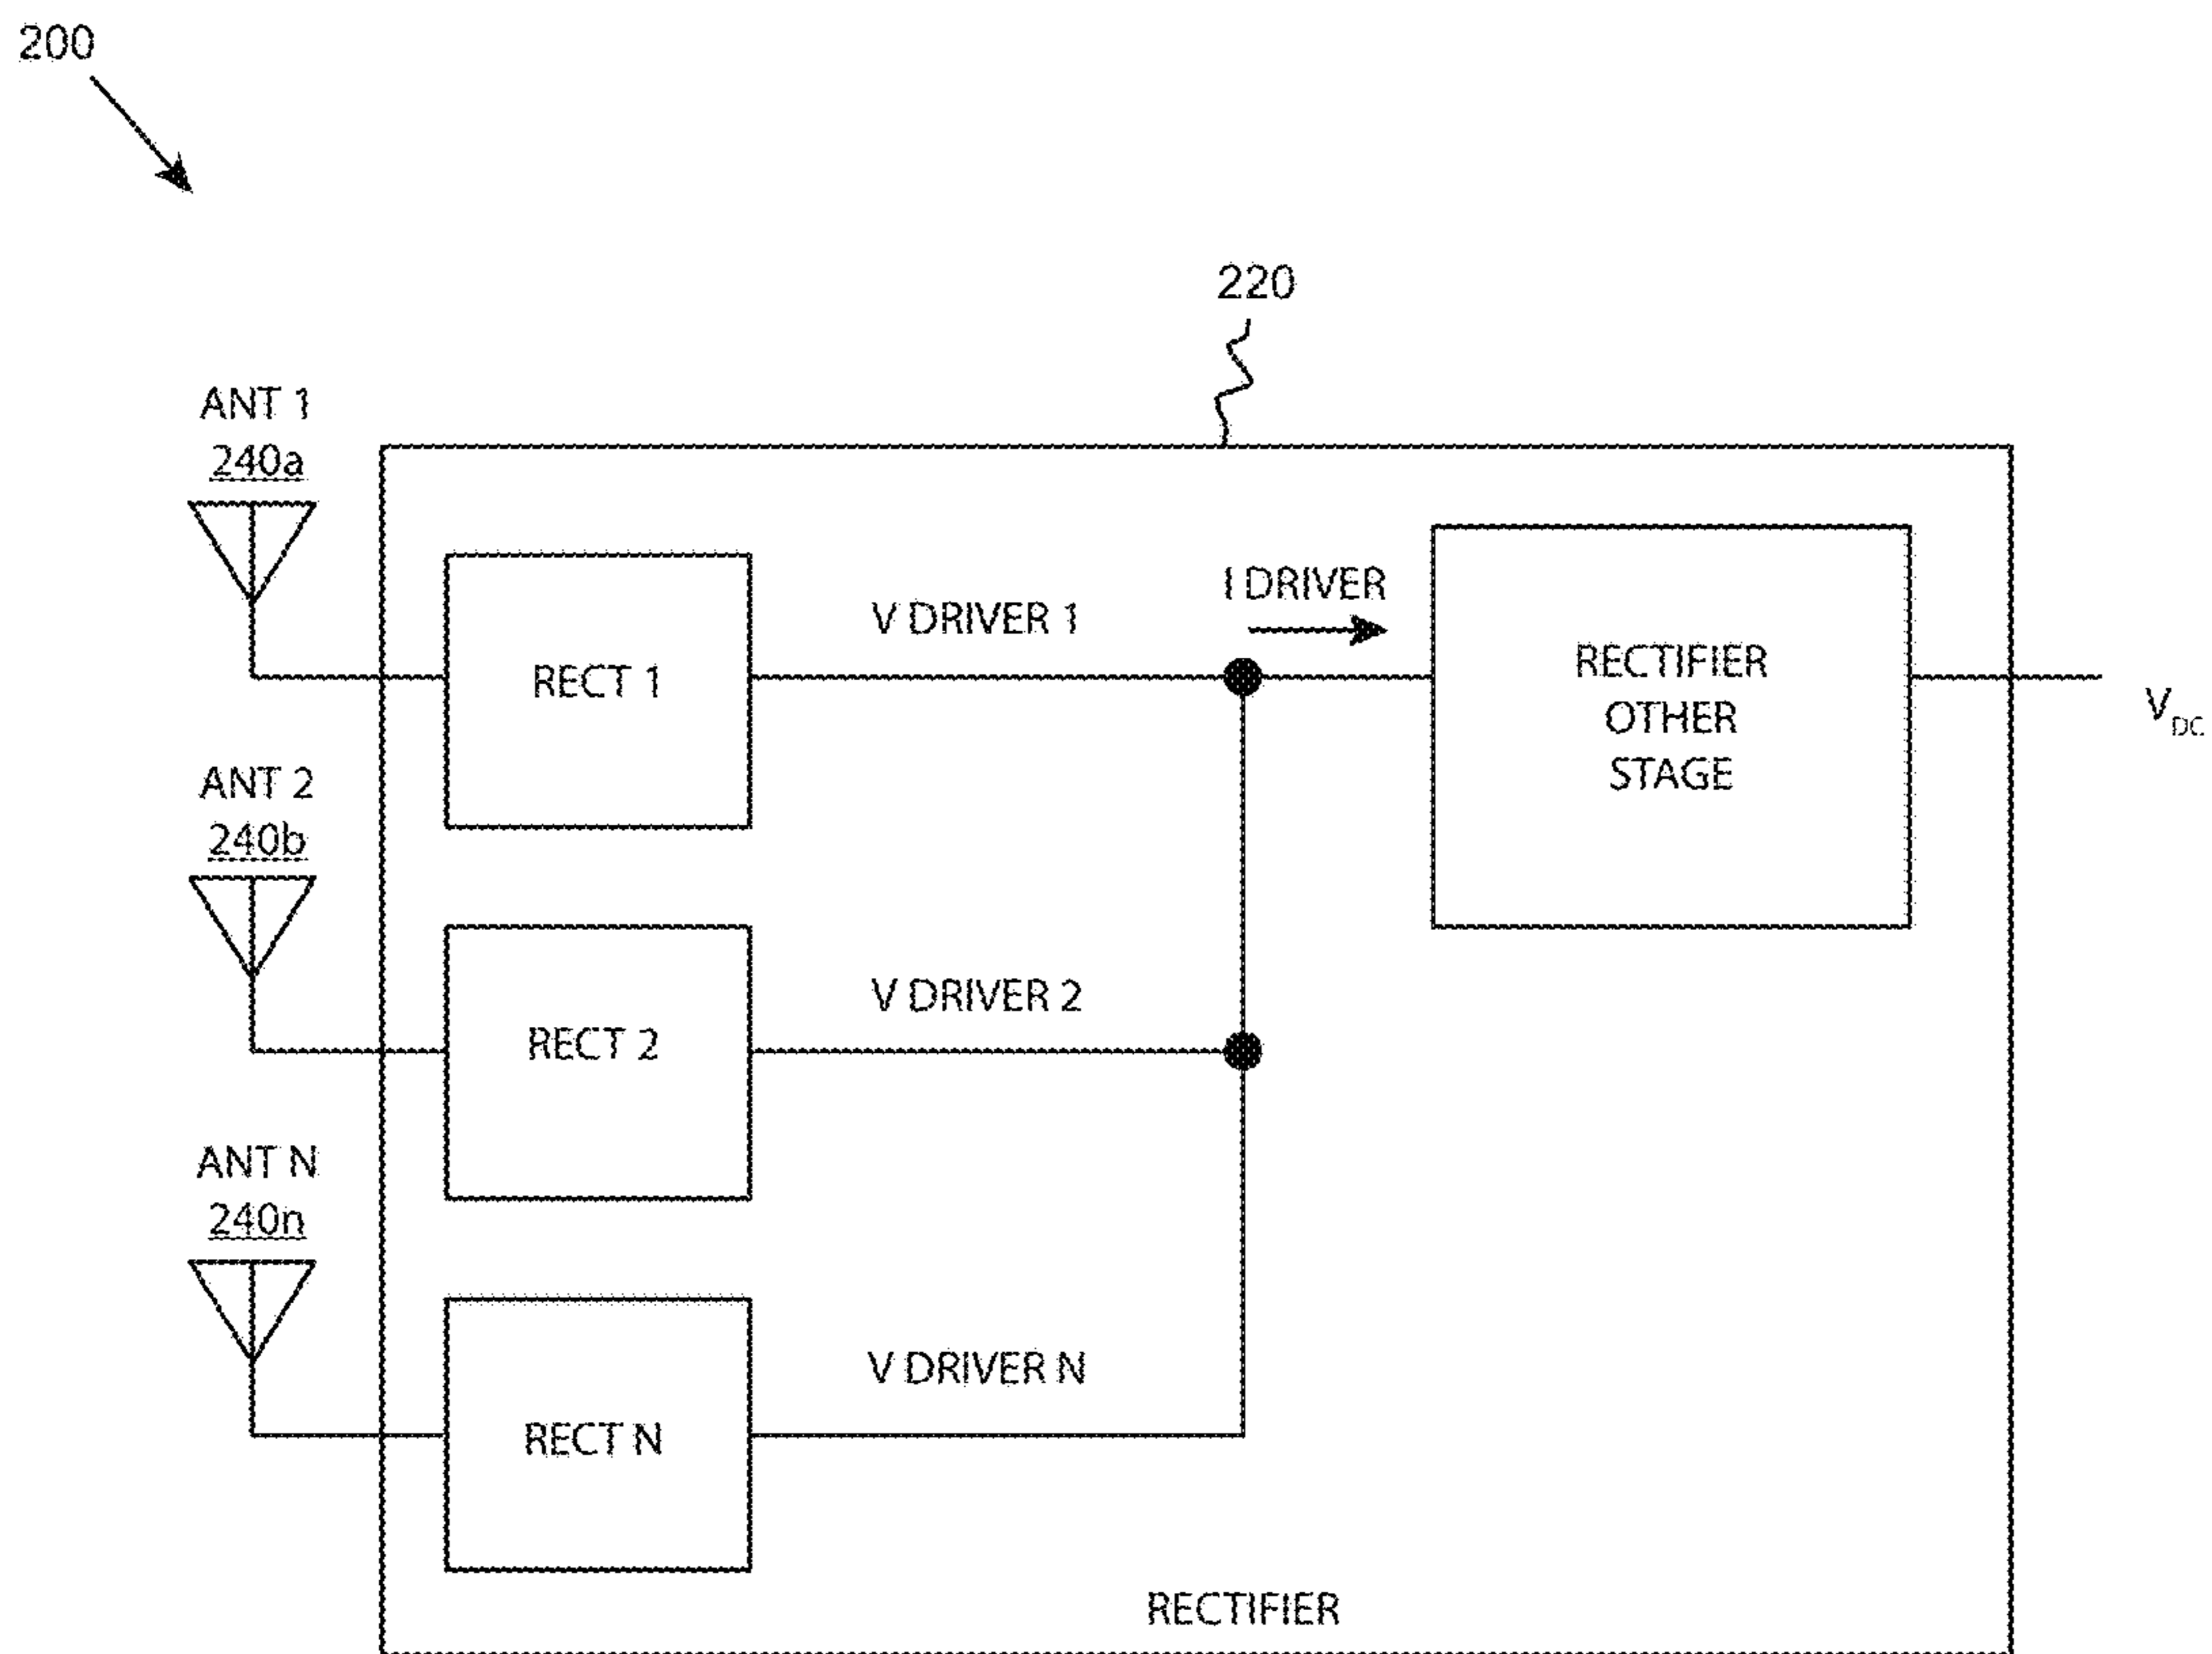 200
220
ANT 1
240a
RECT 1
V DRIVER 1
I DRIVER
RECTIFIER
OTHER
STAGE
VDC
ANT 2
240b
RECT 2
V DRIVER 2
ANT N
240n
RECT N
V DRIVER N
RECTIFIER